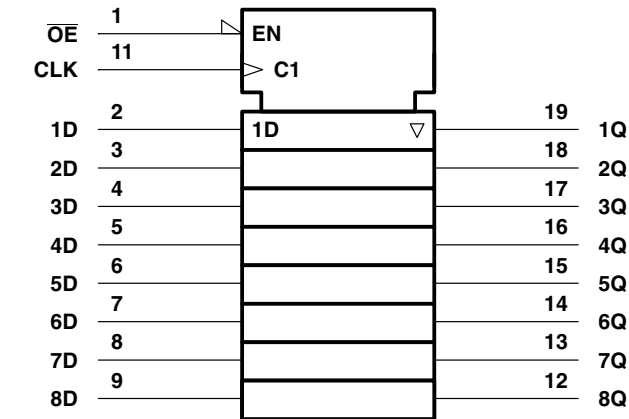 OE 1 EN
CLK 11 C1
1D 2 1D 19 1Q
2D 3 18 2Q
3D 4 17 3Q
4D 5 16 4Q
5D 6 15 5Q
6D 7 14 6Q
7D 8 13 7Q
8D 9 12 8Q